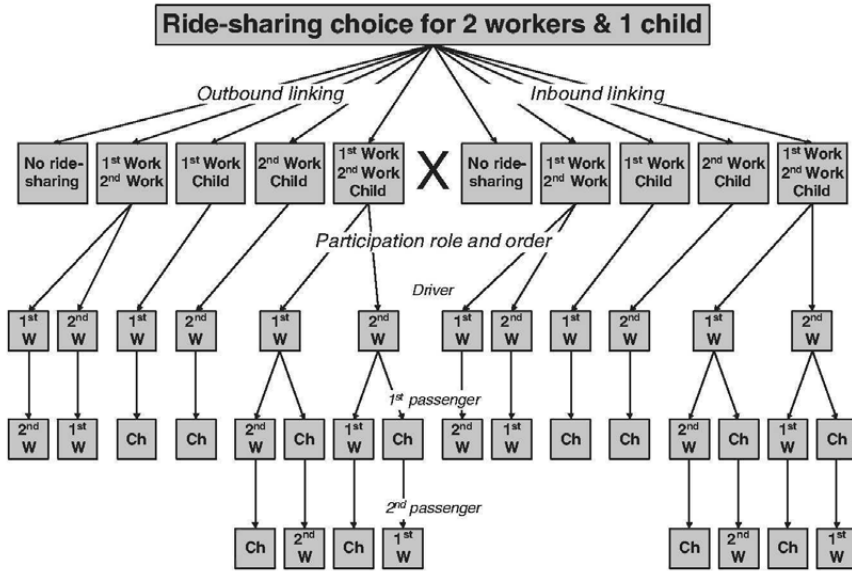 Ride-sharing choice for 2 workers & 1 child
Outbound linking
Inbound linking
No ride-
sharing
1st Work
2nd Work
1st Work
Child
2nd Work
Child
1st Work
2nd Work
Child
X
No ride-
sharing
1st Work
2nd Work
1st Work
Child
2nd Work
Child
1st Work
2nd Work
Child
Participation role and order
Driver
1st
W
2nd
W
1st
W
2nd
W
1st
W
2nd
W
1st
W
2nd
W
1st
W
2nd
W
1st
W
2nd
W
1st passenger
2nd
W
1st
W
Ch
Ch
2nd
W
Ch
1st
W
Ch
2nd
W
1st
W
Ch
Ch
2nd
W
Ch
1st
W
Ch
2nd passenger
Ch
2nd
W
Ch
1st
W
Ch
2nd
W
Ch
1st
W